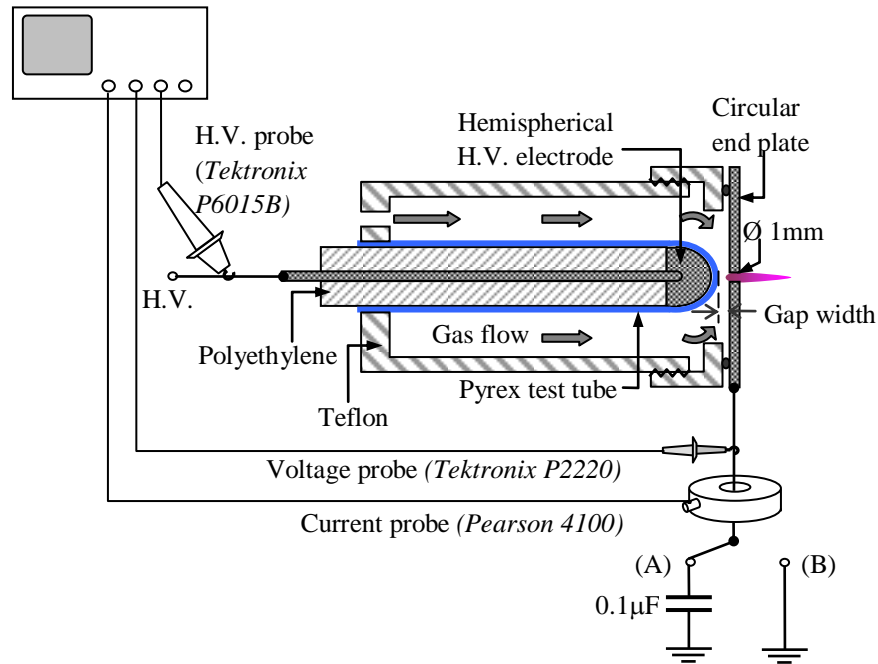 H.V. probe
(Tektronix
P6015B)
Hemispherical
H.V. electrode
Circular
end plate
Ø 1mm
H.V.
Gap width
Polyethylene
Gas flow
Pyrex test tube
Teflon
Voltage probe (Tektronix P2220)
Current probe (Pearson 4100)
(A)
(B)
0.1μF